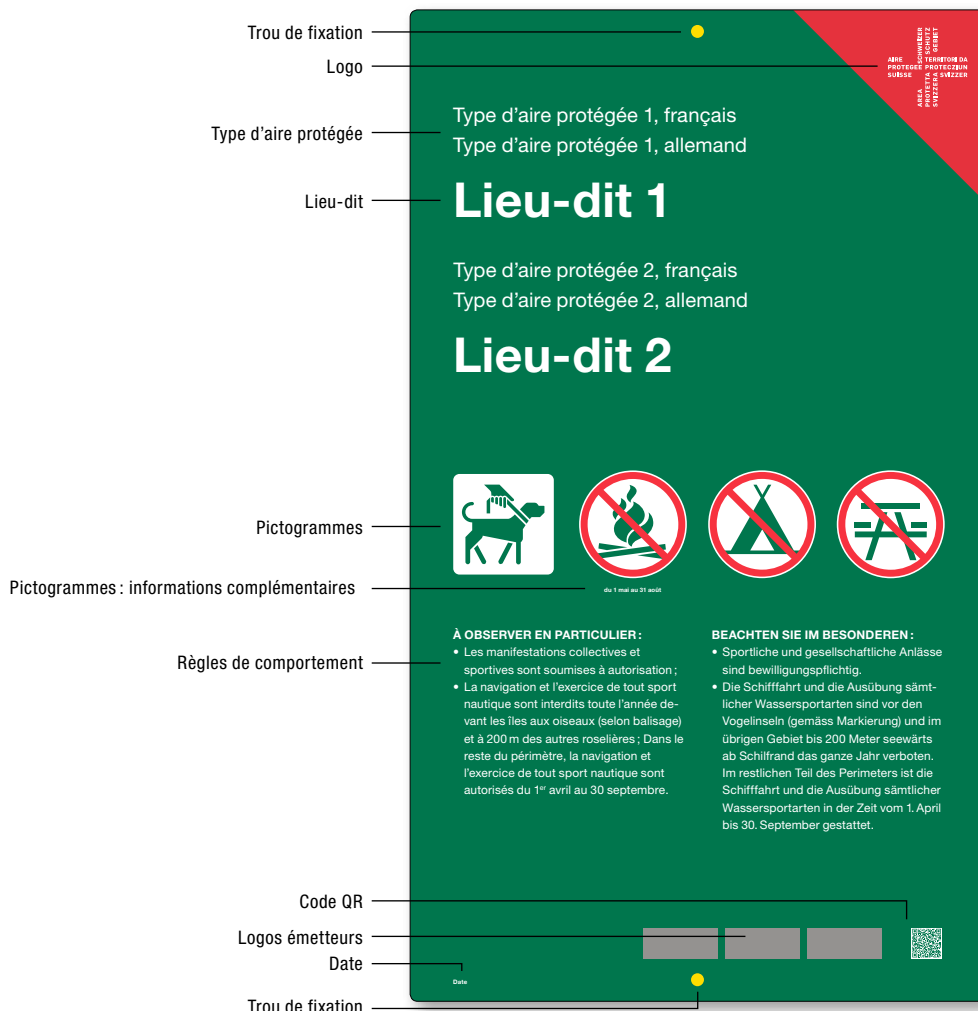 Trou de fixation
Logo
Type d'aire protégée
Lieu-dit
Pictogrammes
Pictogrammes : informations complémentaires
Règles de comportement
Code QR
Logos émetteurs
Date
Trou de fixation
SCHWEIZER
SCHUTZ
GEBIET
AIRE
PROTEGÉE
SUISSE
TERRITORI DA
PROTECZIUN
SVIZZER
AREA
PROTETTA
SVIZZERA
Type d'aire protégée 1, français
Type d'aire protégée 1, allemand
Lieu-dit 1
Type d'aire protégée 2, français
Type d'aire protégée 2, allemand
Lieu-dit 2
du 1 mai au 31 août
À OBSERVER EN PARTICULIER :
• Les manifestations collectives et
sportives sont soumises à autorisation ;
• La navigation et l'exercice de tout sport
nautique sont interdits toute l'année de-
vant les îles aux oiseaux (selon balisage)
et à 200 m des autres roselières ; Dans le
reste du périmètre, la navigation et
l'exercice de tout sport nautique sont
autorisés du 1er avril au 30 septembre.
BEACHTEN SIE IM BESONDEREN :
• Sportliche und gesellschaftliche Anlässe
sind bewilligungspflichtig.
• Die Schifffahrt und die Ausübung sämt-
licher Wassersportarten sind vor den
Vogelinseln (gemäss Markierung) und im
übrigen Gebiet bis 200 Meter seewärts
ab Schilfrand das ganze Jahr verboten.
Im restlichen Teil des Perimeters ist die
Schifffahrt und die Ausübung sämtlicher
Wassersportarten in der Zeit vom 1. April
bis 30. September gestattet.
Date